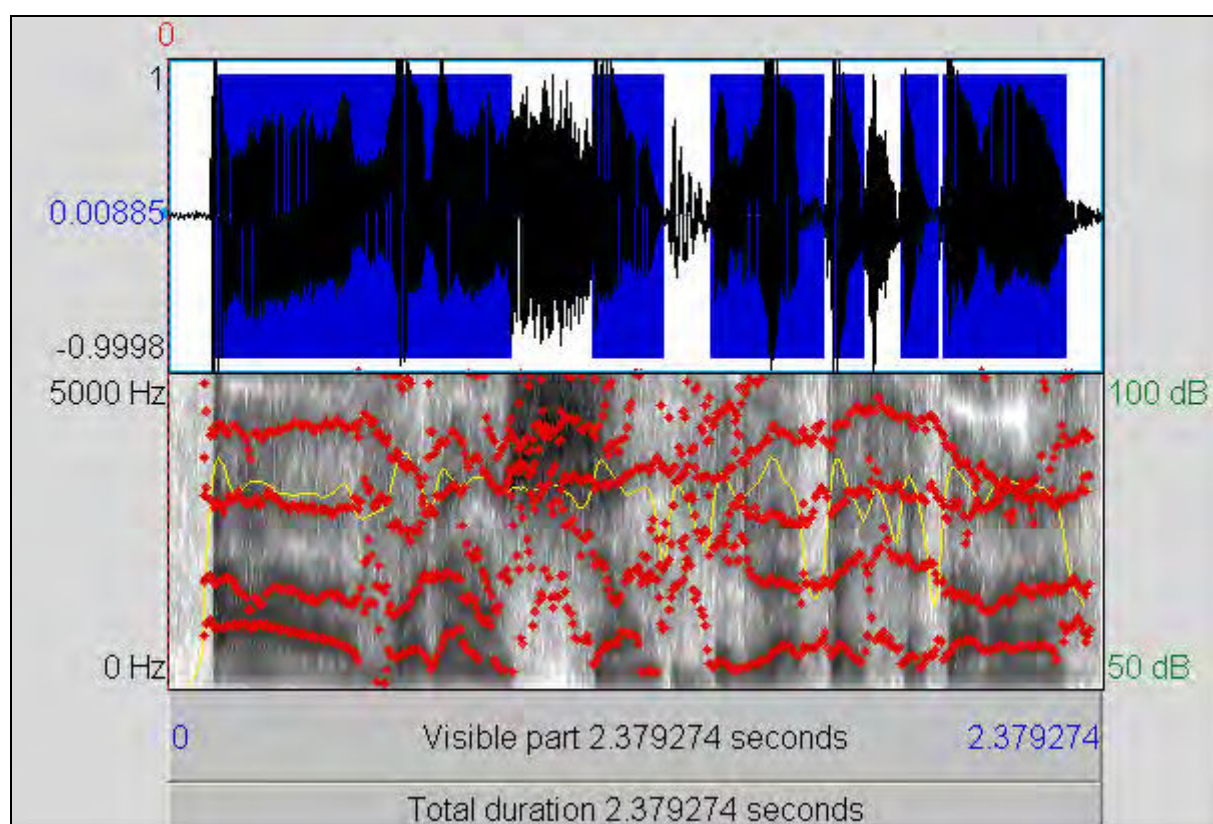 0
1
0.00885
-0.9998
5000 Hz
100 dB
0 Hz
50 dB
0 Visible part 2.379274 seconds 2.379274
Total duration 2.379274 seconds